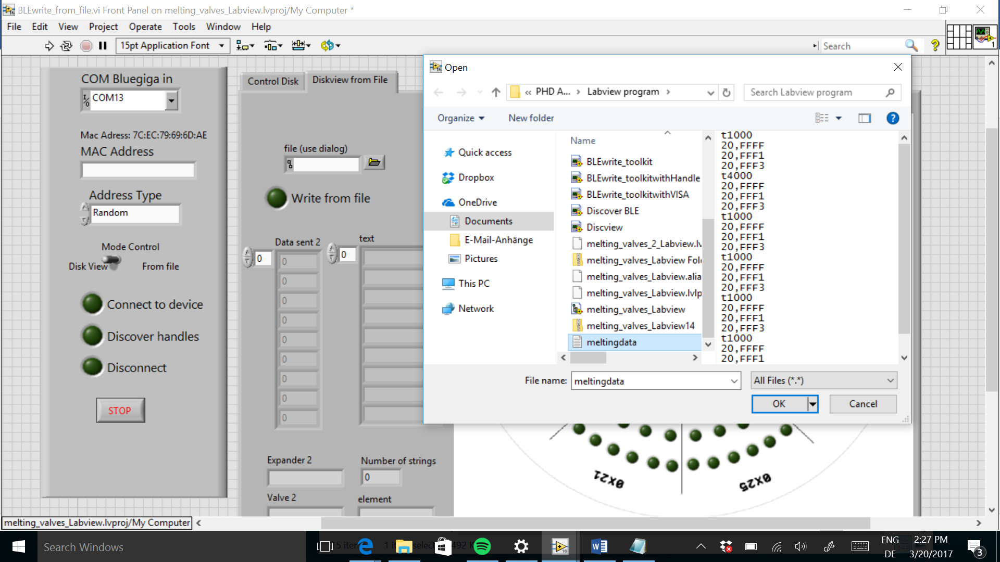 BLEwrite_from_file.vi Front Panel on melting_valves_Labview.lvproj/My Computer *
File Edit View Project Operate Tools Window Help
15pt Application Font
Search
1
COM Bluegiga in
COM13
Mac Adress: 7C:EC:79:69:6D:AE
MAC Address
Address Type
Random
Mode Control
Disk View
From file
Connect to device
Discover handles
Disconnect
STOP
Control Disk
Diskview from File
file (use dialog)
Write from file
Data sent 2
text
0
0
0
0
0
0
0
0
0
0
0
Expander 2
Number of strings
0
Valve 2
element
Open
« PHD A... › Labview program ›
Search Labview program
Organize
New folder
Quick access
Dropbox
OneDrive
Documents
E-Mail-Anhänge
Pictures
This PC
Network
Name
BLEwrite_toolkit
BLEwrite_toolkitwithHandle
BLEwrite_toolkitwithVISA
Discover BLE
Discview
melting_valves_2_Labview.lv
melting_valves_Labview Fol
melting_valves_Labview.alia
melting_valves_Labview.lvlp
melting_valves_Labview
melting_valves_Labview14
meltingdata
t1000
20,FFFF
20,FFF1
20,FFF3
t4000
20,FFFF
20,FFF1
20,FFF3
t1000
20,FFFF
20,FFF1
20,FFF3
t1000
20,FFFF
20,FFF1
20,FFF3
t1000
20,FFFF
20,FFF1
20,FFF3
t1000
20,FFFF
20,FFF1
File name:
meltingdata
All Files (*.*)
OK
Cancel
0x21
0x25
melting_valves_Labview.lvproj/My Computer
Search Windows
ENG
DE
2:27 PM
3/20/2017
3